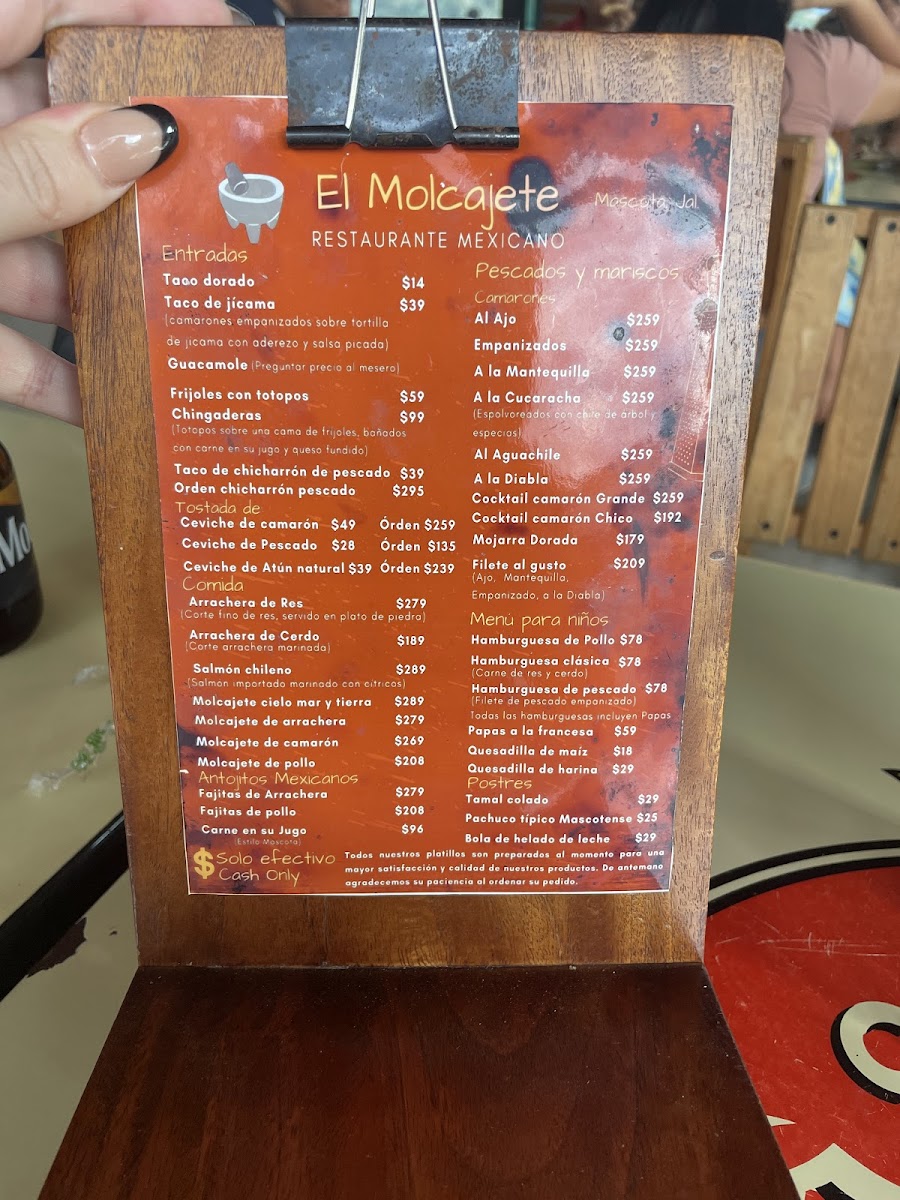 El Molcajete
Mascota, Jal.
RESTAURANTE MEXICANO
Entradas
Taco dorado $14
Taco de jícama $39
(camarones empanizados sobre tortilla
de jicama con aderezo y salsa picada)
Guacamole (Preguntar precio al mesero)
Frijoles con totopos $59
Chingaderas $99
(Totopos sobre una cama de frijoles, bañados
con carne en su jugo y queso fundido)
Taco de chicharrón de pescado $39
Orden chicharrón pescado $295
Tostada de
Ceviche de camarón $49 Órden $259
Ceviche de Pescado $28 Órden $135
Ceviche de Atún natural $39 Órden $239
Comida
Arrachera de Res $279
(Corte fino de res, servido en plato de piedra)
Arrachera de Cerdo $189
(Corte arrachera marinada)
Salmón chileno $289
(Salmon importado marinado con citricos)
Molcajete cielo mar y tierra $289
Molcajete de arrachera $279
Molcajete de camarón $269
Molcajete de pollo $208
Antojitos Mexicanos
Fajitas de Arrachera $279
Fajitas de pollo $208
Carne en su Jugo $96
(Estilo Mascota)
$ Solo efectivo
Cash Only
Pescados y mariscos
Camarones
Al Ajo $259
Empanizados $259
A la Mantequilla $259
A la Cucaracha $259
(Espolvoreados con chile de árbol y
especias)
Al Aguachile $259
A la Diabla $259
Cocktail camarón Grande $259
Cocktail camarón Chico $192
Mojarra Dorada $179
Filete al gusto $209
(Ajo, Mantequilla,
Empanizado, a la Diabla)
Menú para niños
Hamburguesa de Pollo $78
Hamburguesa clásica $78
(Carne de res y cerdo)
Hamburguesa de pescado $78
(Filete de pescado empanizado)
Todas las hamburguesas incluyen Papas
Papas a la francesa $59
Quesadilla de maíz $18
Quesadilla de harina $29
Postres
Tamal colado $29
Pachuco típico Mascotense $25
Bola de helado de leche $29
Todos nuestros platillos son preparados al momento para una
mayor satisfacción y calidad de nuestros productos. De antemano
agradecemos su paciencia al ordenar su pedido.
Mo